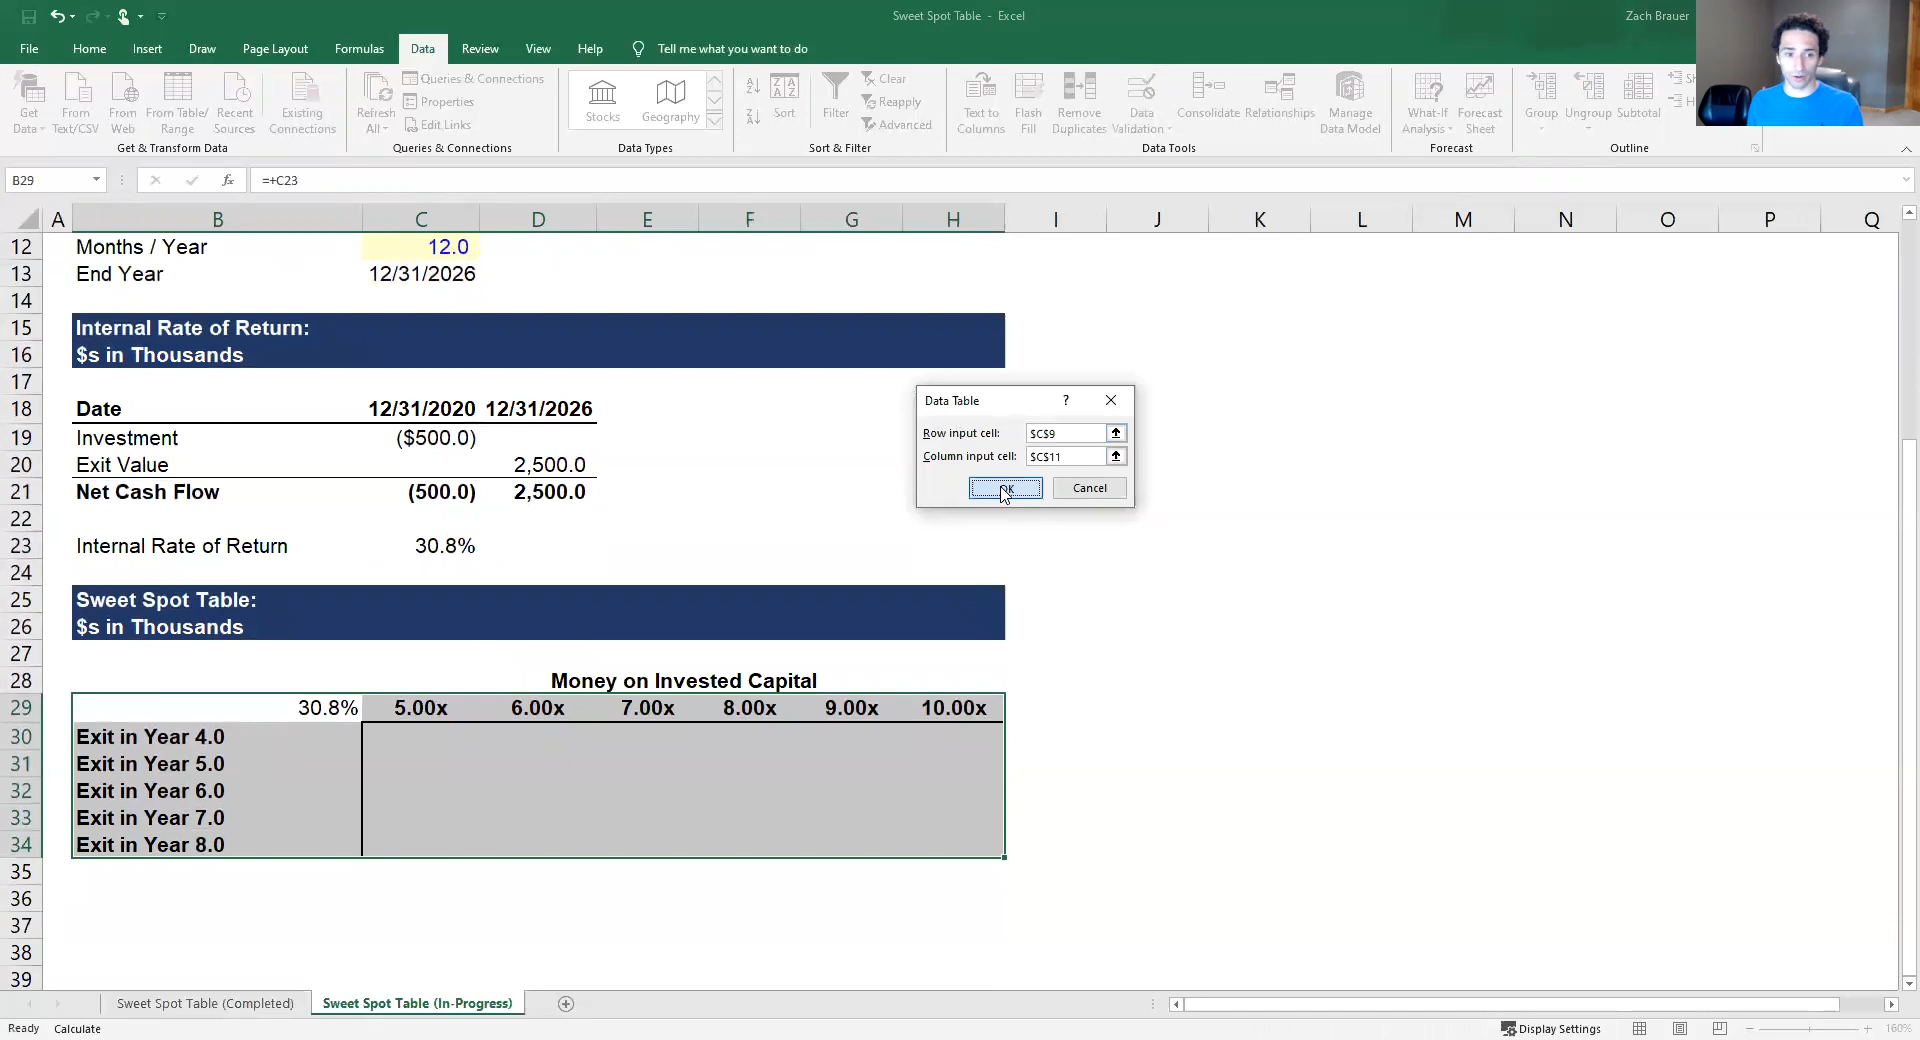 Sweet Spot Table - Excel
Zach Brauer
File Home Insert Draw Page Layout Formulas Data Review View Help Tell me what you want to do
Get Data
From Text/CSV
From Web
From Table/ Range
Recent Sources
Existing Connections
Get & Transform Data
Refresh All
Queries & Connections
Properties
Edit Links
Queries & Connections
Stocks
Geography
Data Types
Sort
Filter
Clear
Reapply
Advanced
Sort & Filter
Text to Columns
Flash Fill
Remove Duplicates
Data Validation
Consolidate
Relationships
Manage Data Model
Data Tools
What-If Analysis
Forecast Sheet
Forecast
Group
Ungroup
Subtotal
Outline
B29 fx =+C23
A B C D E F G H I J K L M N O P Q
12 Months / Year 12.0
13 End Year 12/31/2026
14
15 Internal Rate of Return:
16 $s in Thousands
17
18 Date 12/31/2020 12/31/2026
19 Investment ($500.0)
20 Exit Value 2,500.0
21 Net Cash Flow (500.0) 2,500.0
22
23 Internal Rate of Return 30.8%
24
25 Sweet Spot Table:
26 $s in Thousands
27
28 Money on Invested Capital
29 30.8% 5.00x 6.00x 7.00x 8.00x 9.00x 10.00x
30 Exit in Year 4.0
31 Exit in Year 5.0
32 Exit in Year 6.0
33 Exit in Year 7.0
34 Exit in Year 8.0
35
36
37
38
39
Data Table ?
Row input cell: $C$9
Column input cell: $C$11
OK Cancel
Sweet Spot Table (Completed) Sweet Spot Table (In-Progress)
Ready Calculate Display Settings 160%